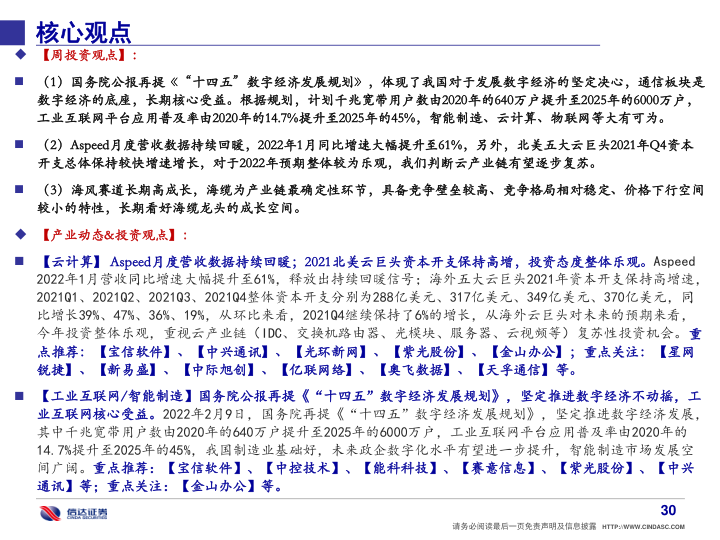 核心观点
【周投资观点】：
（1）国务院公报再提《“十四五”数字经济发展规划》，体现了我国对于发展数字经济的坚定决心，通信板块是
数字经济的底座，长期核心受益。根据规划，计划千兆宽带用户数由2020年的640万户提升至2025年的6000万户，
工业互联网平台应用普及率由2020年的14.7%提升至2025年的45%，智能制造、云计算、物联网等大有可为。
（2）Aspeed月度营收数据持续回暖，2022年1月同比增速大幅提升至61%，另外，北美五大云巨头2021年Q4资本
开支总体保持较快增速增长，对于2022年预期整体较为乐观，我们判断云产业链有望逐步复苏。
（3）海风赛道长期高成长，海缆为产业链最确定性环节，具备竞争壁垒较高、竞争格局相对稳定、价格下行空间
较小的特性，长期看好海缆龙头的成长空间。
【产业动态&投资观点】：
【云计算】 Aspeed月度营收数据持续回暖；2021北美云巨头资本开支保持高增，投资态度整体乐观。Aspeed
2022年1月营收同比增速大幅提升至61%，释放出持续回暖信号；海外五大云巨头2021年资本开支保持高增速，
2021Q1、2021Q2、2021Q3、2021Q4整体资本开支分别为288亿美元、317亿美元、349亿美元、370亿美元，同
比增长39%、47%、36%、19%，从环比来看，2021Q4继续保持了6%的增长，从海外云巨头对未来的预期来看，
今年投资整体乐观，重视云产业链（IDC、交换机路由器、光模块、服务器、云视频等）复苏性投资机会。重
点推荐：【宝信软件】、【中兴通讯】、【光环新网】、【紫光股份】、【金山办公】；重点关注：【星网
锐捷】、【新易盛】、【中际旭创】、【亿联网络】、【奥飞数据】、【天孚通信】等。
【工业互联网/智能制造】国务院公报再提《“十四五”数字经济发展规划》，坚定推进数字经济不动摇，工
业互联网核心受益。2022年2月9日，国务院再提《“十四五”数字经济发展规划》，坚定推进数字经济发展，
其中千兆宽带用户数由2020年的640万户提升至2025年的6000万户，工业互联网平台应用普及率由2020年的
14.7%提升至2025年的45%，我国制造业基础好，未来政企数字化水平有望进一步提升，智能制造市场发展空
间广阔。重点推荐：【宝信软件】、【中控技术】、【能科科技】、【赛意信息】、【紫光股份】、【中兴
通讯】等；重点关注：【金山办公】等。
信达证券
CINDA SECURITIES
30
请务必阅读最后一页免责声明及信息披露 HTTP://WWW.CINDASC.COM